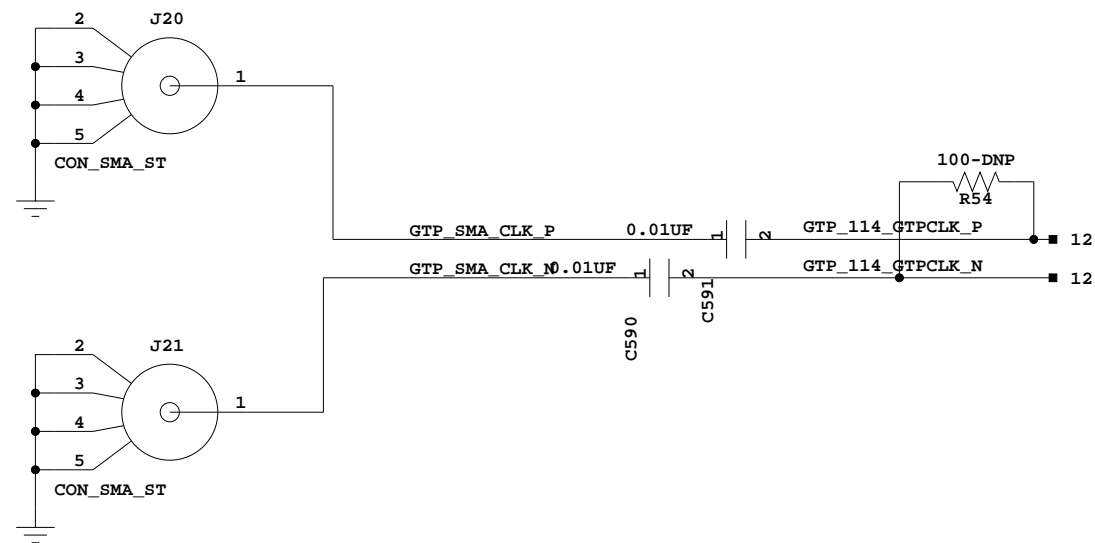 2 J20
3
1
4
5
CON_SMA_ST
100-DNP
R54
GTP_SMA_CLK_P 0.01UF 1 2 GTP_114_GTPCLK_P 12
GTP_SMA_CLK_N 0.01UF 1 2 GTP_114_GTPCLK_N 12
C591
C590
2 J21
3
1
4
5
CON_SMA_ST